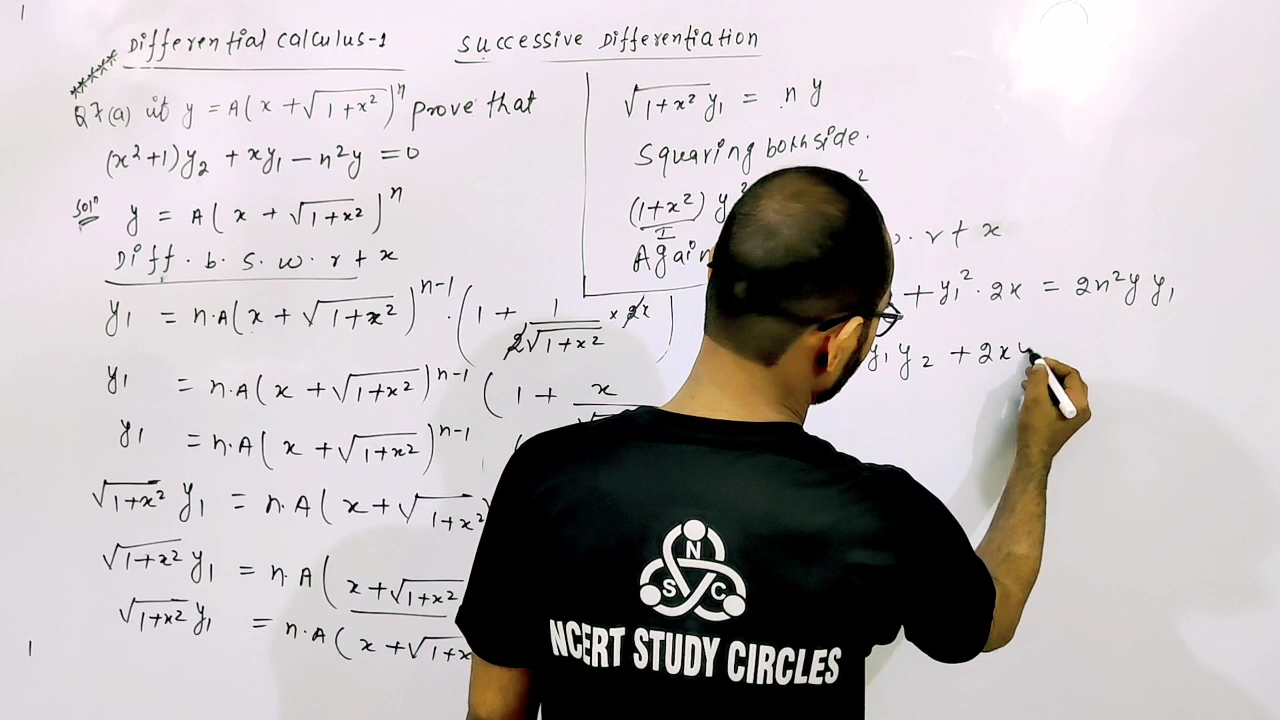 ***** Differential Calculus-1
Successive Differentiation
Q7(a) if y = A(x + √(1+x²))ⁿ prove that
(x²+1)y₂ + xy₁ − n²y = 0
Solⁿ y = A(x + √(1+x²))ⁿ
Diff. b. s. w. r t x
y₁ = n.A(x + √(1+x²))ⁿ⁻¹.(1 + 1/(2√(1+x²)) × 2x)
y₁ = n.A(x + √(1+x²))ⁿ⁻¹ (1 + x/√
y₁ = n.A(x + √(1+x²))ⁿ⁻¹ (
√(1+x²) y₁ = n.A(x + √(1+x²)
√(1+x²) y₁ = n.A(x + √(1+x²)
√(1+x²) y₁ = n.A(x + √(1+x
√(1+x²) y₁ = n y
Squaring both side.
(1+x²) y ²
I
Again r t x
+ y₁². 2x = 2n²y y₁
y₁ y₂ + 2x
N
S C
NCERT STUDY CIRCLES